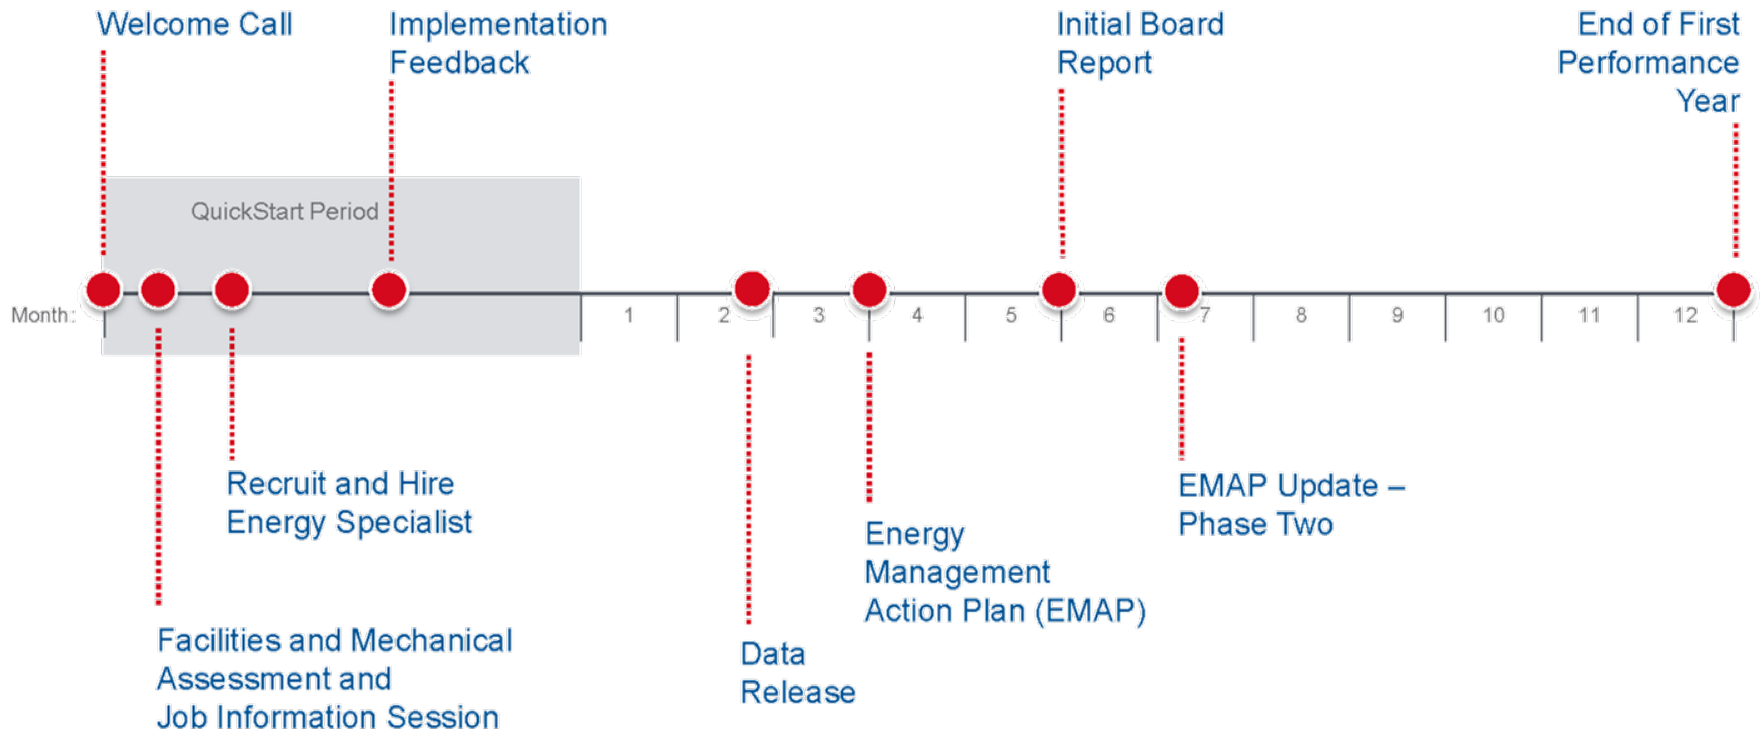 Welcome Call
Implementation
Feedback
Initial Board
Report
End of First
Performance
Year
QuickStart Period
Month:
1
2
3
4
5
6
7
8
9
10
11
12
Recruit and Hire
Energy Specialist
EMAP Update –
Phase Two
Energy
Management
Action Plan (EMAP)
Facilities and Mechanical
Assessment and
Job Information Session
Data
Release